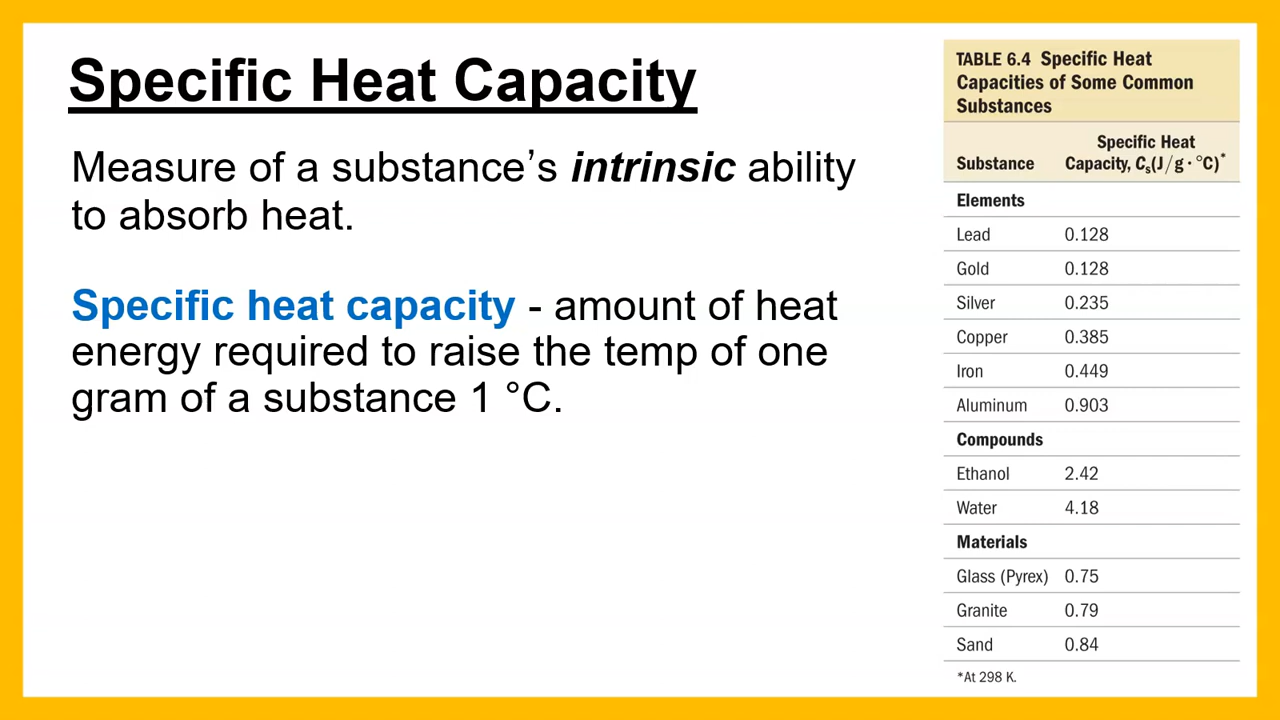 Specific Heat Capacity
Measure of a substance’s intrinsic ability
to absorb heat.
Specific heat capacity - amount of heat
energy required to raise the temp of one
gram of a substance 1 °C.
TABLE 6.4 Specific Heat
Capacities of Some Common
Substances
Specific Heat
Substance Capacity, Cs(J/g · °C)*
Elements
Lead 0.128
Gold 0.128
Silver 0.235
Copper 0.385
Iron 0.449
Aluminum 0.903
Compounds
Ethanol 2.42
Water 4.18
Materials
Glass (Pyrex) 0.75
Granite 0.79
Sand 0.84
*At 298 K.